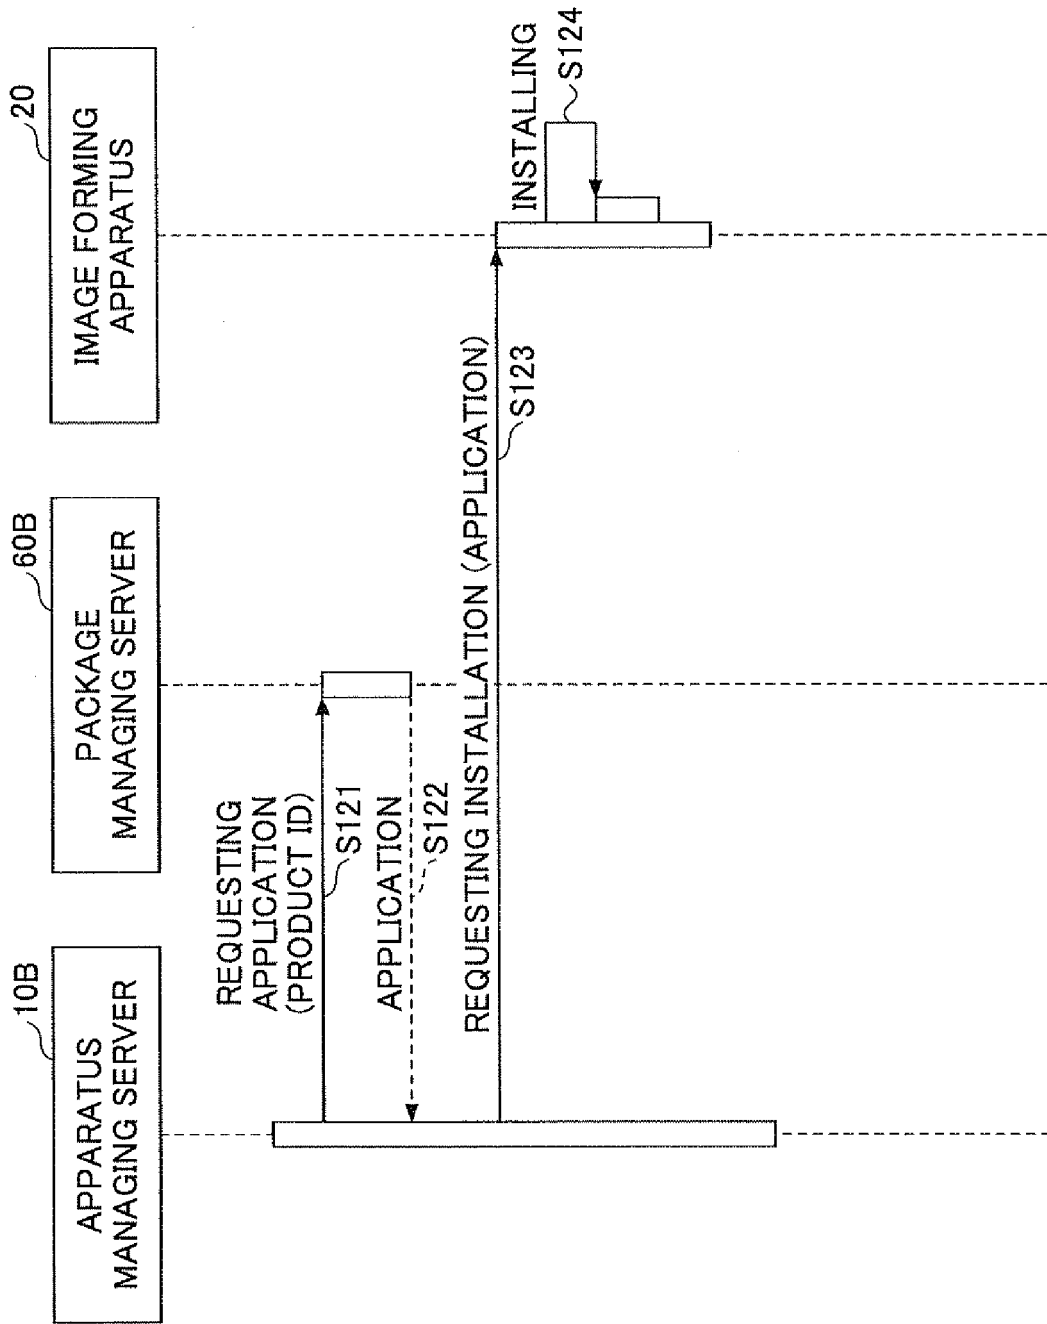 10B
APPARATUS
MANAGING SERVER
60B
PACKAGE
MANAGING SERVER
20
IMAGE FORMING
APPARATUS
REQUESTING
APPLICATION
(PRODUCT ID)
S121
APPLICATION
S122
REQUESTING INSTALLATION (APPLICATION)
S123
INSTALLING
S124